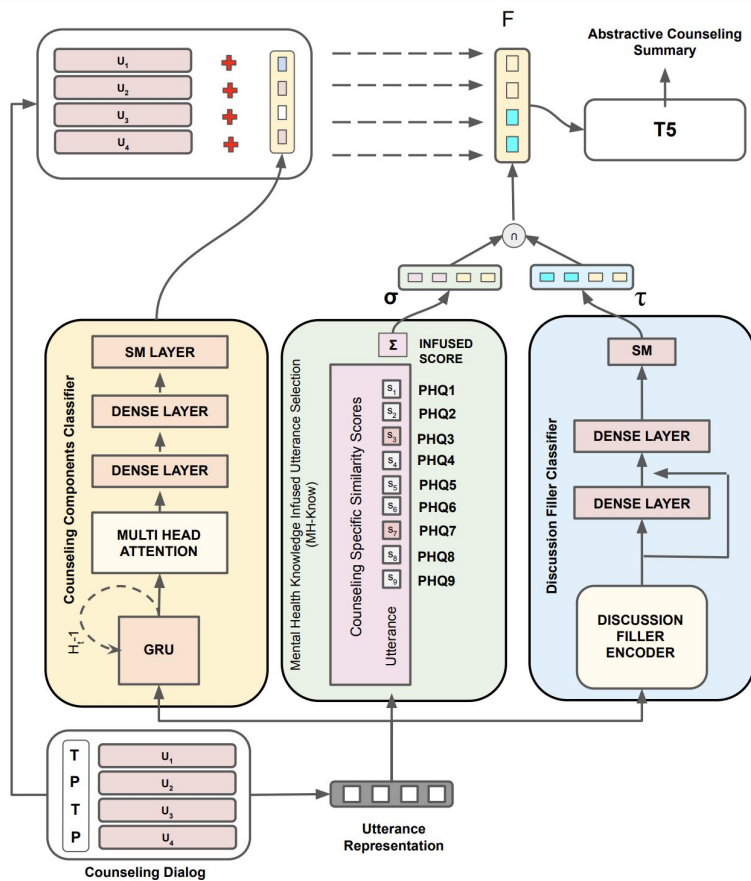 F
Abstractive Counseling
Summary
U1
U2
U3
U4
T5
∩
σ
τ
Counseling Components Classifier
SM LAYER
DENSE LAYER
DENSE LAYER
MULTI HEAD
ATTENTION
GRU
Ht-1
Mental Health Knowledge Infused Utterance Selection
(MH-Know)
Σ
INFUSED
SCORE
Counseling Specific Similarity Scores
Utterance
S1 PHQ1
S2 PHQ2
S3 PHQ3
S4 PHQ4
S5 PHQ5
S6 PHQ6
S7 PHQ7
S8 PHQ8
S9 PHQ9
Discussion Filler Classifier
SM
DENSE LAYER
DENSE LAYER
DISCUSSION
FILLER
ENCODER
T U1
P U2
T U3
P U4
Counseling Dialog
Utterance
Representation